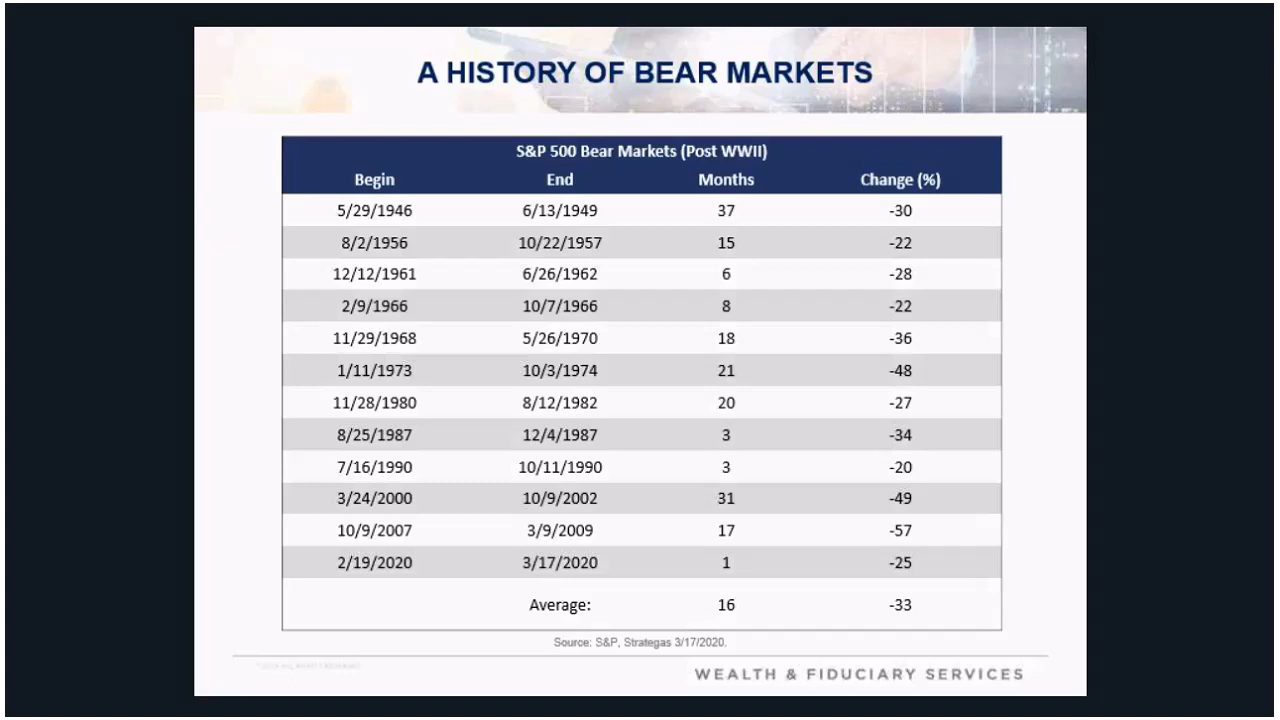 A HISTORY OF BEAR MARKETS
S&P 500 Bear Markets (Post WWII)
Begin End Months Change (%)
5/29/1946 6/13/1949 37 -30
8/2/1956 10/22/1957 15 -22
12/12/1961 6/26/1962 6 -28
2/9/1966 10/7/1966 8 -22
11/29/1968 5/26/1970 18 -36
1/11/1973 10/3/1974 21 -48
11/28/1980 8/12/1982 20 -27
8/25/1987 12/4/1987 3 -34
7/16/1990 10/11/1990 3 -20
3/24/2000 10/9/2002 31 -49
10/9/2007 3/9/2009 17 -57
2/19/2020 3/17/2020 1 -25
Average: 16 -33
Source: S&P, Strategas 3/17/2020.
WEALTH & FIDUCIARY SERVICES